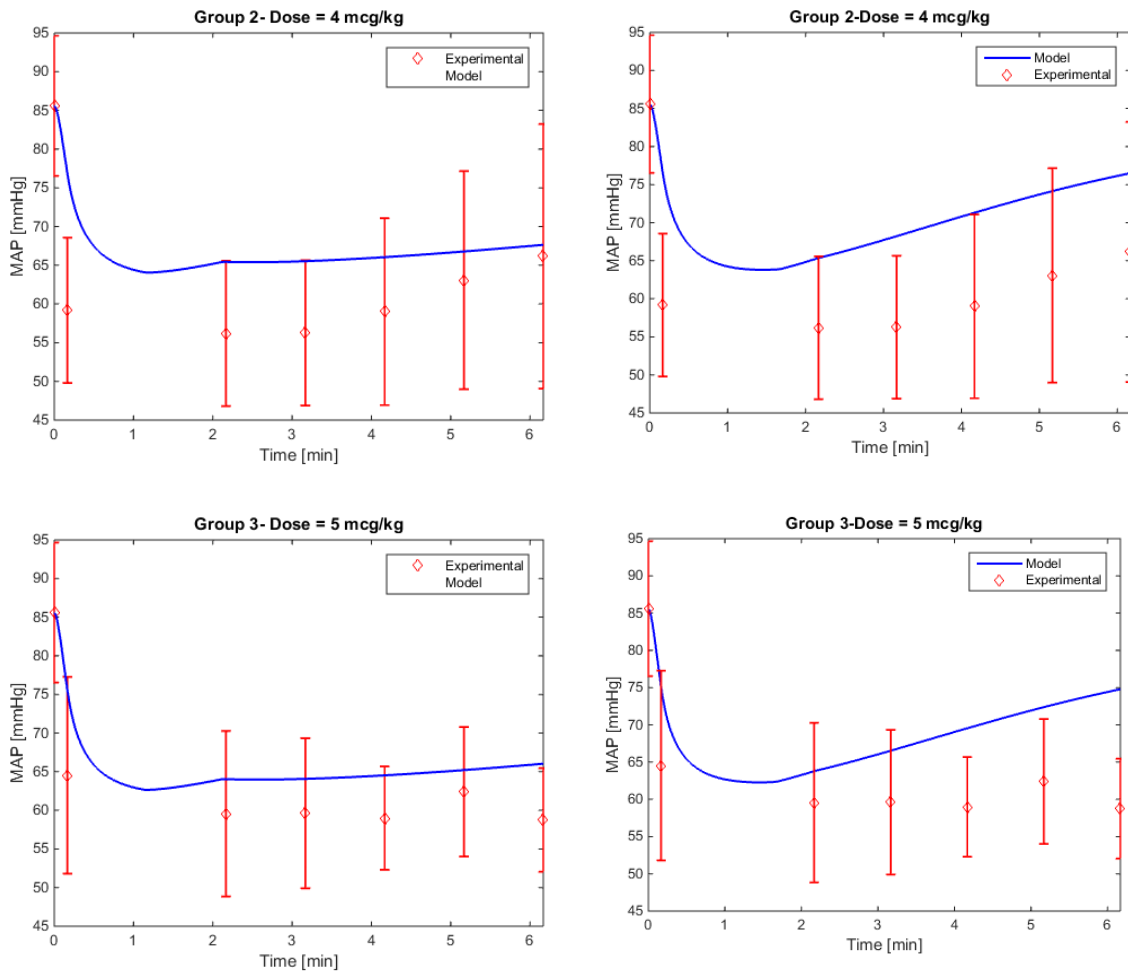 Group 2- Dose = 4 mcg/kg
95
90
85
80
75
70
65
60
55
50
45
MAP [mmHg]
Experimental
Model
0 1 2 3 4 5 6
Time [min]
Group 2-Dose = 4 mcg/kg
95
90
85
80
75
70
65
60
55
50
45
MAP [mmHg]
Model
Experimental
0 1 2 3 4 5 6
Time [min]
Group 3- Dose = 5 mcg/kg
95
90
85
80
75
70
65
60
55
50
45
MAP [mmHg]
Experimental
Model
0 1 2 3 4 5 6
Time [min]
Group 3-Dose = 5 mcg/kg
95
90
85
80
75
70
65
60
55
50
45
MAP [mmHg]
Model
Experimental
0 1 2 3 4 5 6
Time [min]